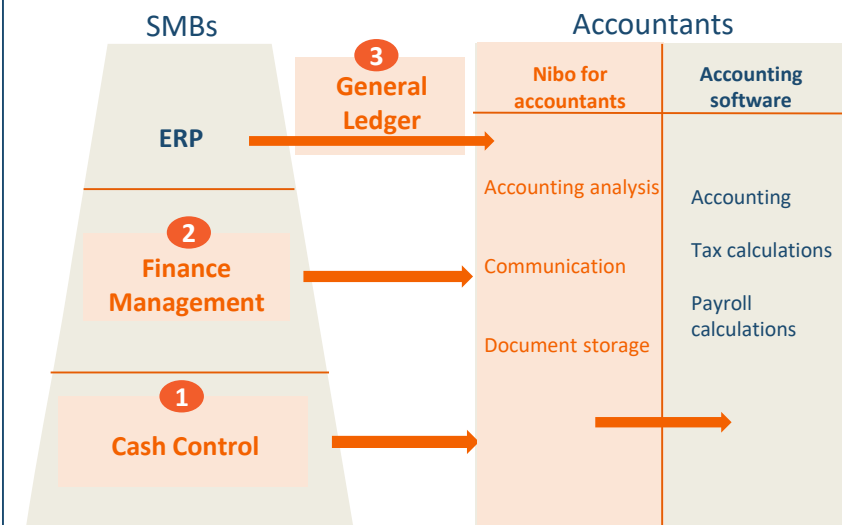 SMBs
Accountants
3
General
Ledger
ERP
2
Finance
Management
1
Cash Control
Nibo for
accountants
Accounting analysis
Communication
Document storage
Accounting
software
Accounting
Tax calculations
Payroll
calculations